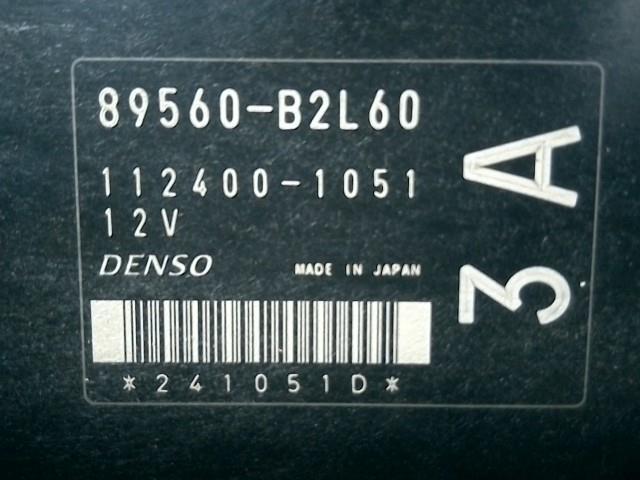 89560-B2L60
112400-1051
12V
DENSO MADE IN JAPAN
*241051D*
3A